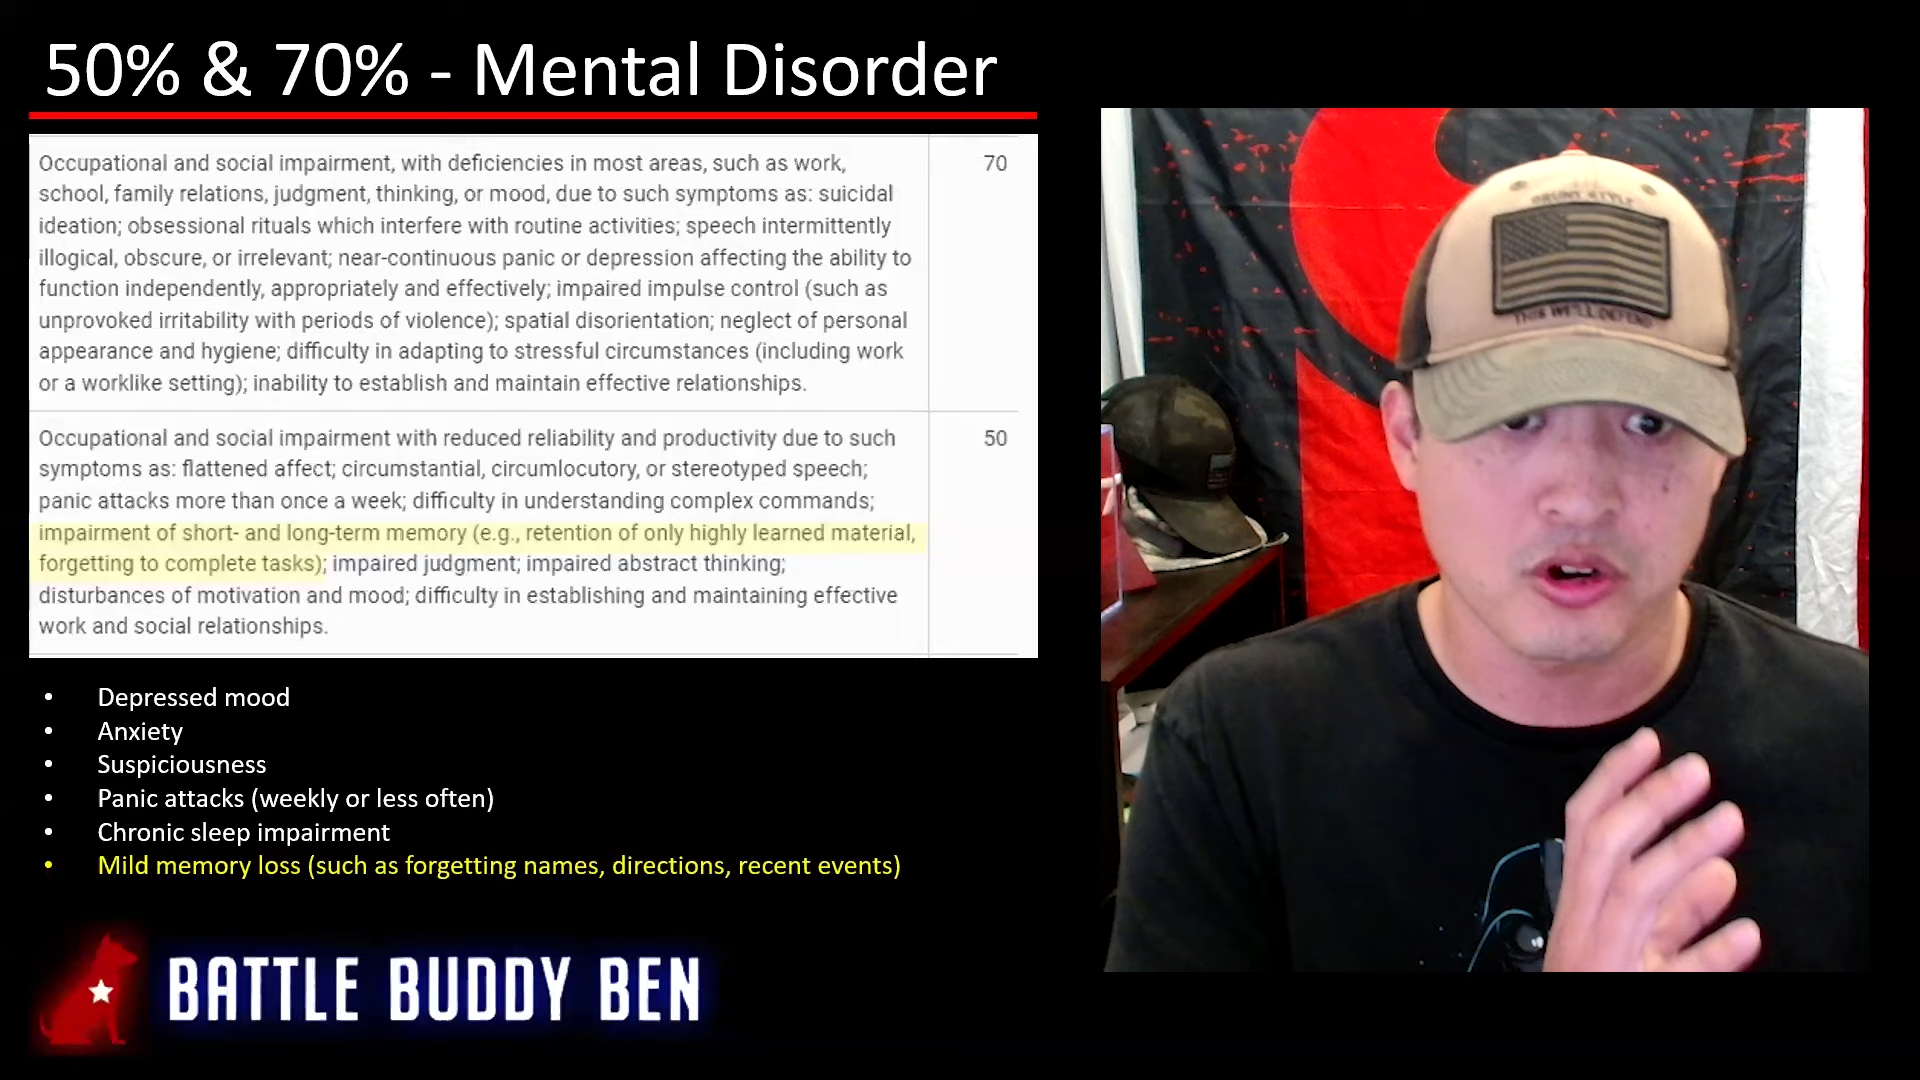 50% & 70% - Mental Disorder
Occupational and social impairment, with deficiencies in most areas, such as work,
school, family relations, judgment, thinking, or mood, due to such symptoms as: suicidal
ideation; obsessional rituals which interfere with routine activities; speech intermittently
illogical, obscure, or irrelevant; near-continuous panic or depression affecting the ability to
function independently, appropriately and effectively; impaired impulse control (such as
unprovoked irritability with periods of violence); spatial disorientation; neglect of personal
appearance and hygiene; difficulty in adapting to stressful circumstances (including work
or a worklike setting); inability to establish and maintain effective relationships.
70
Occupational and social impairment with reduced reliability and productivity due to such
symptoms as: flattened affect; circumstantial, circumlocutory, or stereotyped speech;
panic attacks more than once a week; difficulty in understanding complex commands;
impairment of short- and long-term memory (e.g., retention of only highly learned material,
forgetting to complete tasks); impaired judgment; impaired abstract thinking;
disturbances of motivation and mood; difficulty in establishing and maintaining effective
work and social relationships.
50
• Depressed mood
• Anxiety
• Suspiciousness
• Panic attacks (weekly or less often)
• Chronic sleep impairment
• Mild memory loss (such as forgetting names, directions, recent events)
BATTLE BUDDY BEN
GRUNT STYLE
THIS WE'LL DEFEND